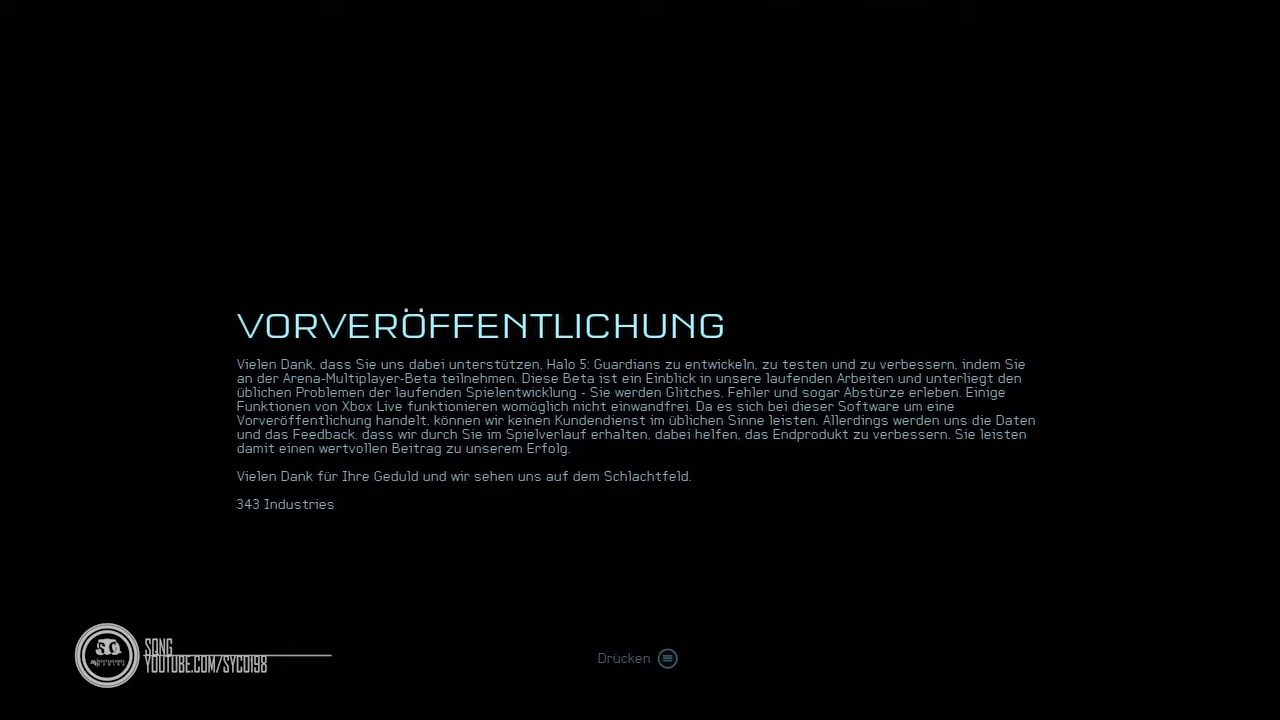 VORVERÖFFENTLICHUNG
Vielen Dank, dass Sie uns dabei unterstützen, Halo 5: Guardians zu entwickeln, zu testen und zu verbessern, indem Sie
an der Arena-Multiplayer-Beta teilnehmen. Diese Beta ist ein Einblick in unsere laufenden Arbeiten und unterliegt den
üblichen Problemen der laufenden Spielentwicklung - Sie werden Glitches, Fehler und sogar Abstürze erleben. Einige
Funktionen von Xbox Live funktionieren womöglich nicht einwandfrei. Da es sich bei dieser Software um eine
Vorveröffentlichung handelt, können wir keinen Kundendienst im üblichen Sinne leisten. Allerdings werden uns die Daten
und das Feedback, dass wir durch Sie im Spielverlauf erhalten, dabei helfen, das Endprodukt zu verbessern. Sie leisten
damit einen wertvollen Beitrag zu unserem Erfolg.
Vielen Dank für Ihre Geduld und wir sehen uns auf dem Schlachtfeld.
343 Industries
Drücken
SQNG
YOUTUBE.COM/SYCO198